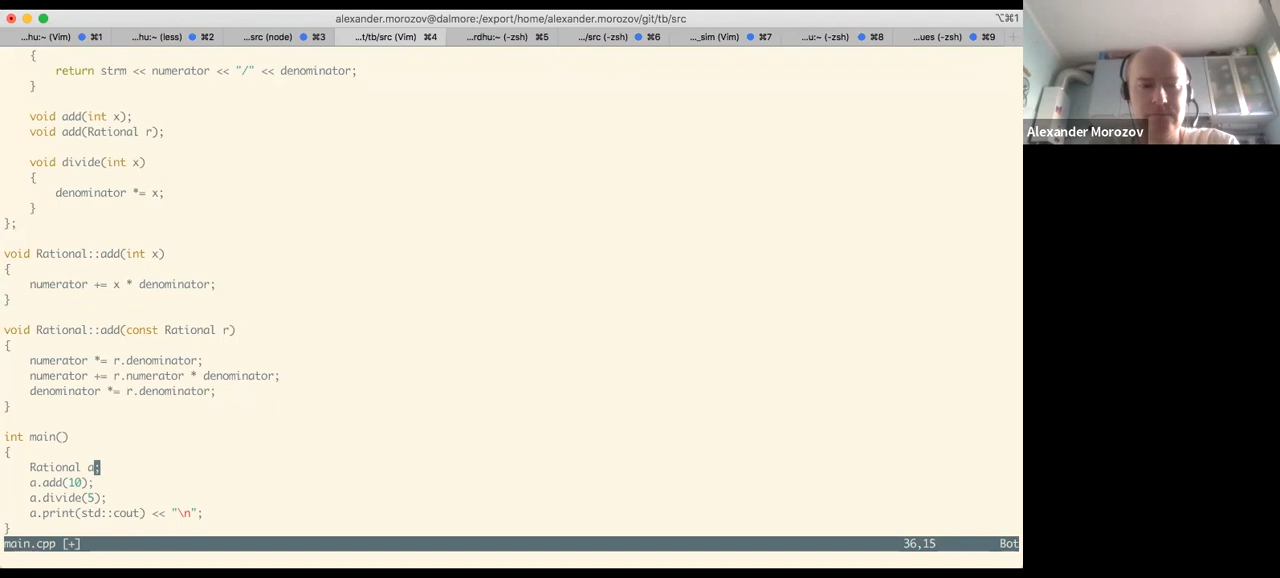 alexander.morozov@dalmore:/export/home/alexander.morozov/git/tb/src
⌥⌘1
...hu:~ (Vim) ⌘1 ...hu:~ (less) ⌘2 ...src (node) ⌘3 ...t/tb/src (Vim) ⌘4 ...rdhu:~ (-zsh) ⌘5 .../src (-zsh) ⌘6 ..._sim (Vim) ⌘7 ...u:~ (-zsh) ⌘8 ...ues (-zsh) ⌘9
{
return strm << numerator << "/" << denominator;
}
void add(int x);
void add(Rational r);
void divide(int x)
{
denominator *= x;
}
};
void Rational::add(int x)
{
numerator += x * denominator;
}
void Rational::add(const Rational r)
{
numerator *= r.denominator;
numerator += r.numerator * denominator;
denominator *= r.denominator;
}
int main()
{
Rational a;
a.add(10);
a.divide(5);
a.print(std::cout) << "\n";
}
main.cpp [+] 36,15 Bot
Alexander Morozov